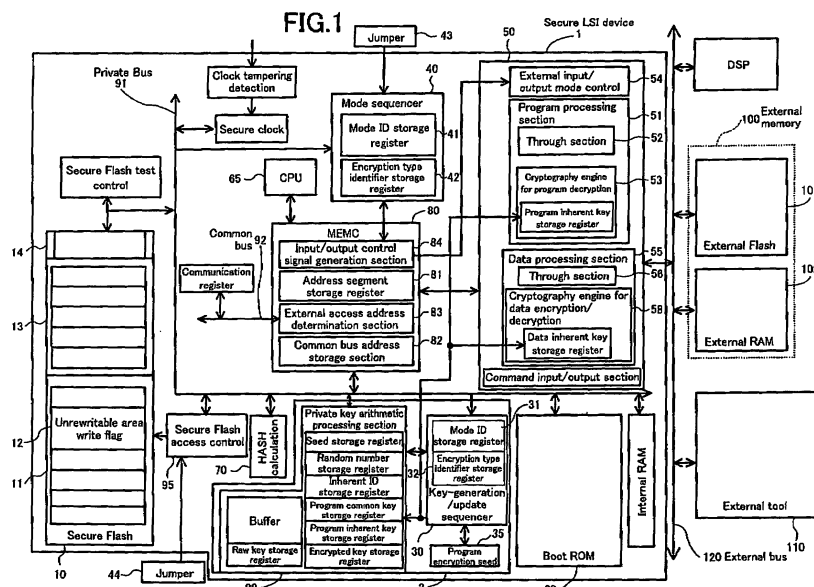 FIG.1
Jumper
43
Secure LSI device
1
Private Bus
91
Clock tempering
detection
Secure clock
40
Mode sequencer
Mode ID storage
register
41
Encryption type
identifier storage
register
42
50
External input/
output mode control
54
Program processing
section
51
Through section
52
Cryptography engine
for program decryption
53
Program inherent key
storage register
DSP
100
External
memory
External Flash
10
External RAM
10
Secure Flash test
control
CPU
65
80
MEMC
Input/output control
signal generation section
84
Address segment
storage register
81
External access address
determination section
83
Common bus address
storage section
82
Common
bus
92
Communication
register
Data processing section
55
Through section
56
Cryptography engine for
data encryption/
decryption
58
Data inherent key
storage register
Command input/output section
14
13
12
11
Unrewritable area
write flag
Secure Flash
10
Secure Flash
access control
95
Jumper
44
HASH
calculation
70
Private key arithmetic
processing section
Seed storage register
Random number
storage register
Inherent ID storage
register
Program common key
storage register
Program inherent key
storage register
Encrypted key storage
register
Buffer
Raw key storage
register
31
Mode ID
storage register
Encryption type
identifier storage
register
32
Key-generation
/update
sequencer
30
35
Program
encryption seed
Boot ROM
Internal RAM
External tool
110
120 External bus